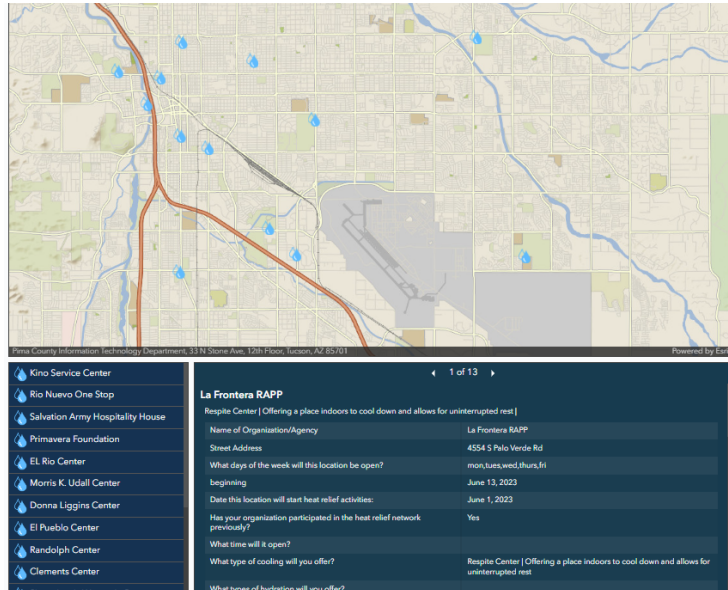 Pima County Information Technology Department, 33 N Stone Ave, 12th Floor, Tucson, AZ 85701
Powered by Esri
Kino Service Center
Rio Nuevo One Stop
Salvation Army Hospitality House
Primavera Foundation
EL Rio Center
Morris K. Udall Center
Donna Liggins Center
El Pueblo Center
Randolph Center
Clements Center
1 of 13
La Frontera RAPP
Respite Center | Offering a place indoors to cool down and allows for uninterrupted rest |
Name of Organization/Agency La Frontera RAPP
Street Address 4554 S Palo Verde Rd
What days of the week will this location be open? mon,tues,wed,thurs,fri
beginning June 13, 2023
Date this location will start heat relief activities: June 1, 2023
Has your organization participated in the heat relief network Yes
previously?
What time will it open?
What type of cooling will you offer? Respite Center | Offering a place indoors to cool down and allows for
uninterrupted rest
What types of hydration will you offer?